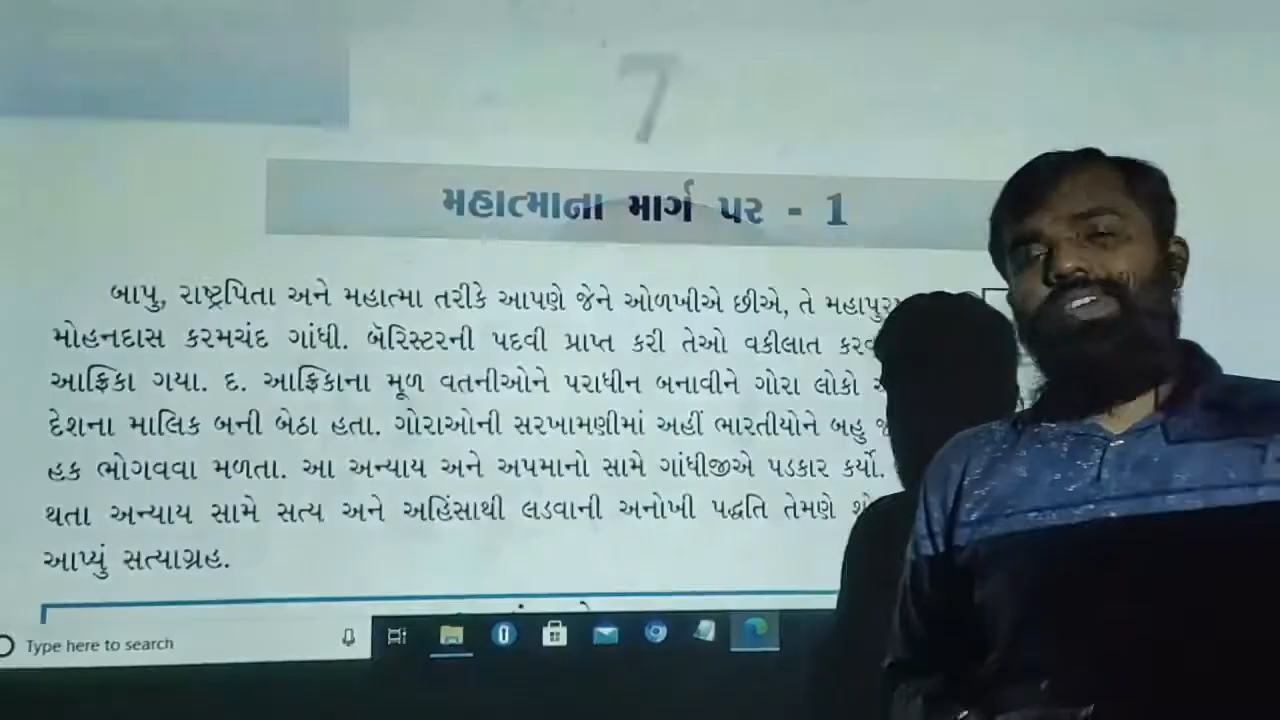 7
મહાત્માના માર્ગ પર - 1
બાપુ, રાષ્ટ્રપિતા અને મહાત્મા તરીકે આપણે જેને ઓળખીએ છીએ, તે
મોહનદાસ કરમચંદ ગાંધી. બૅરિસ્ટરની પદવી પ્રાપ્ત કરી તેઓ વકીલાત
આફ્રિકા ગયા. દ. આફ્રિકાના મૂળ વતનીઓને પરાધીન બનાવીને ગોરા લોકો
દેશના માલિક બની બેઠા હતા. ગોરાઓની સરખામણીમાં અહીં ભારતીયોને બહુ
હક ભોગવવા મળતા. આ અન્યાય અને અપમાનો સામે ગાંધીજીએ પડકાર કર્યો.
થતા અન્યાય સામે સત્ય અને અહિંસાથી લડવાની અનોખી પદ્ધતિ તેમણે
આપ્યું સત્યાગ્રહ.
Type here to search